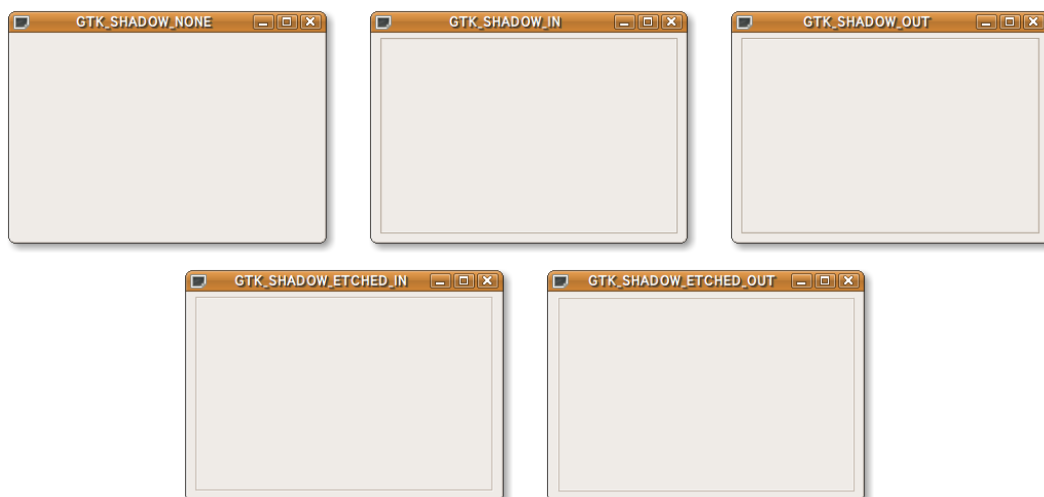 GTK_SHADOW_NONE
GTK_SHADOW_IN
GTK_SHADOW_OUT
GTK_SHADOW_ETCHED_IN
GTK_SHADOW_ETCHED_OUT